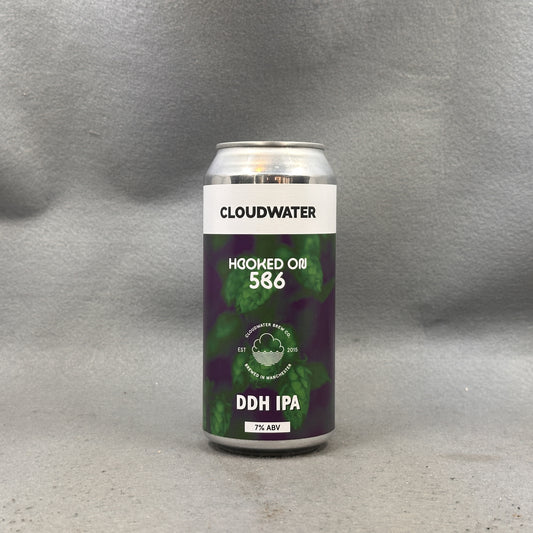 CLOUDWATER
HOOKED ON
586
CLOUDWATER BREW CO.
EST 2015
BREWED IN MANCHESTER
DDH IPA
7% ABV